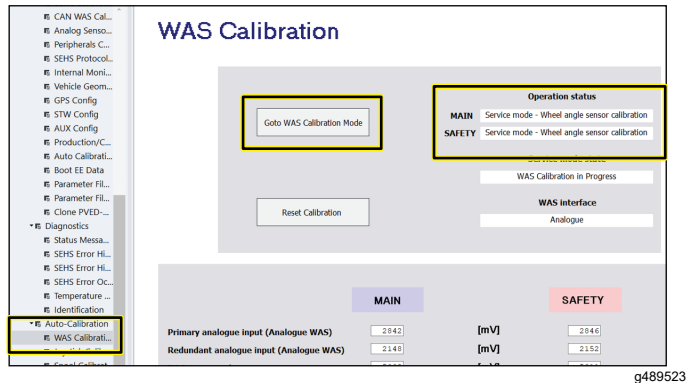 CAN WAS Cal...
Analog Senso...
Peripherals C...
SEHS Protocol...
Internal Moni...
Vehicle Geom...
GPS Config
STW Config
AUX Config
Production/C...
Auto Calibrati...
Boot EE Data
Parameter Fil...
Parameter Fil...
Clone PVED-...
Diagnostics
Status Messa...
SEHS Error Hi...
SEHS Error Hi...
SEHS Error Oc...
Temperature ...
Identification
Auto-Calibration
WAS Calibrati...
WAS Calibration
Goto WAS Calibration Mode
Reset Calibration
Operation status
MAIN Service mode - Wheel angle sensor calibration
SAFETY Service mode - Wheel angle sensor calibration
WAS Calibration in Progress
WAS interface
Analogue
MAIN SAFETY
Primary analogue input (Analogue WAS) 2842 [mV] 2846
Redundant analogue input (Analogue WAS) 2148 [mV] 2152
g489523